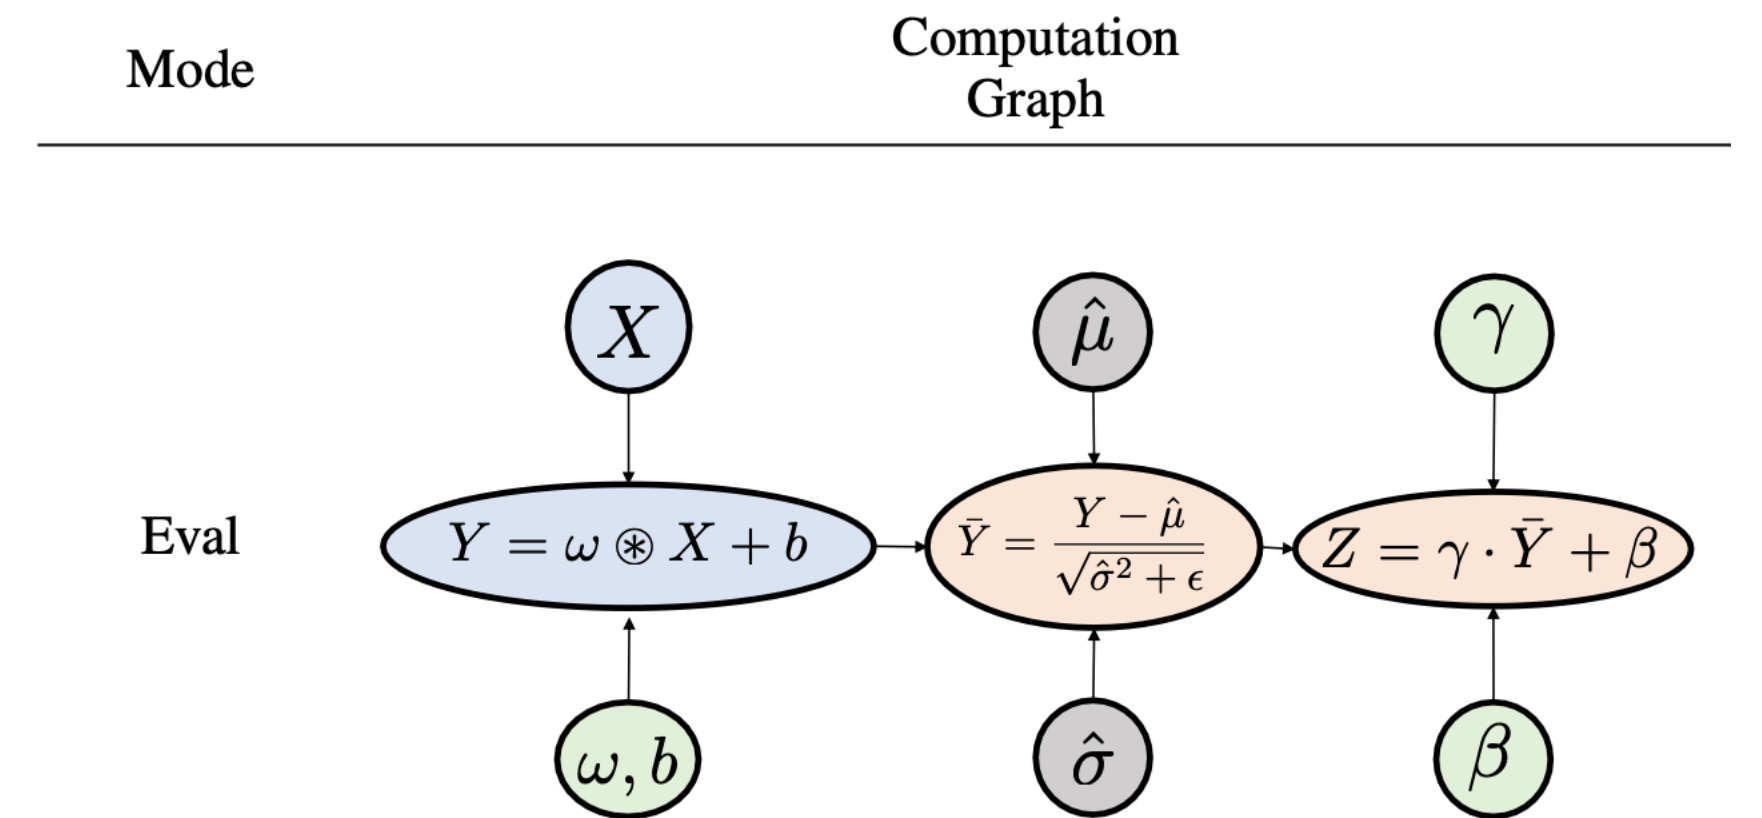 Mode
Computation
Graph
X
μ̂
γ
Eval
Y = ω ⊛ X + b
Ȳ = (Y − μ̂) / √(σ̂² + ϵ)
Z = γ · Ȳ + β
ω, b
σ̂
β